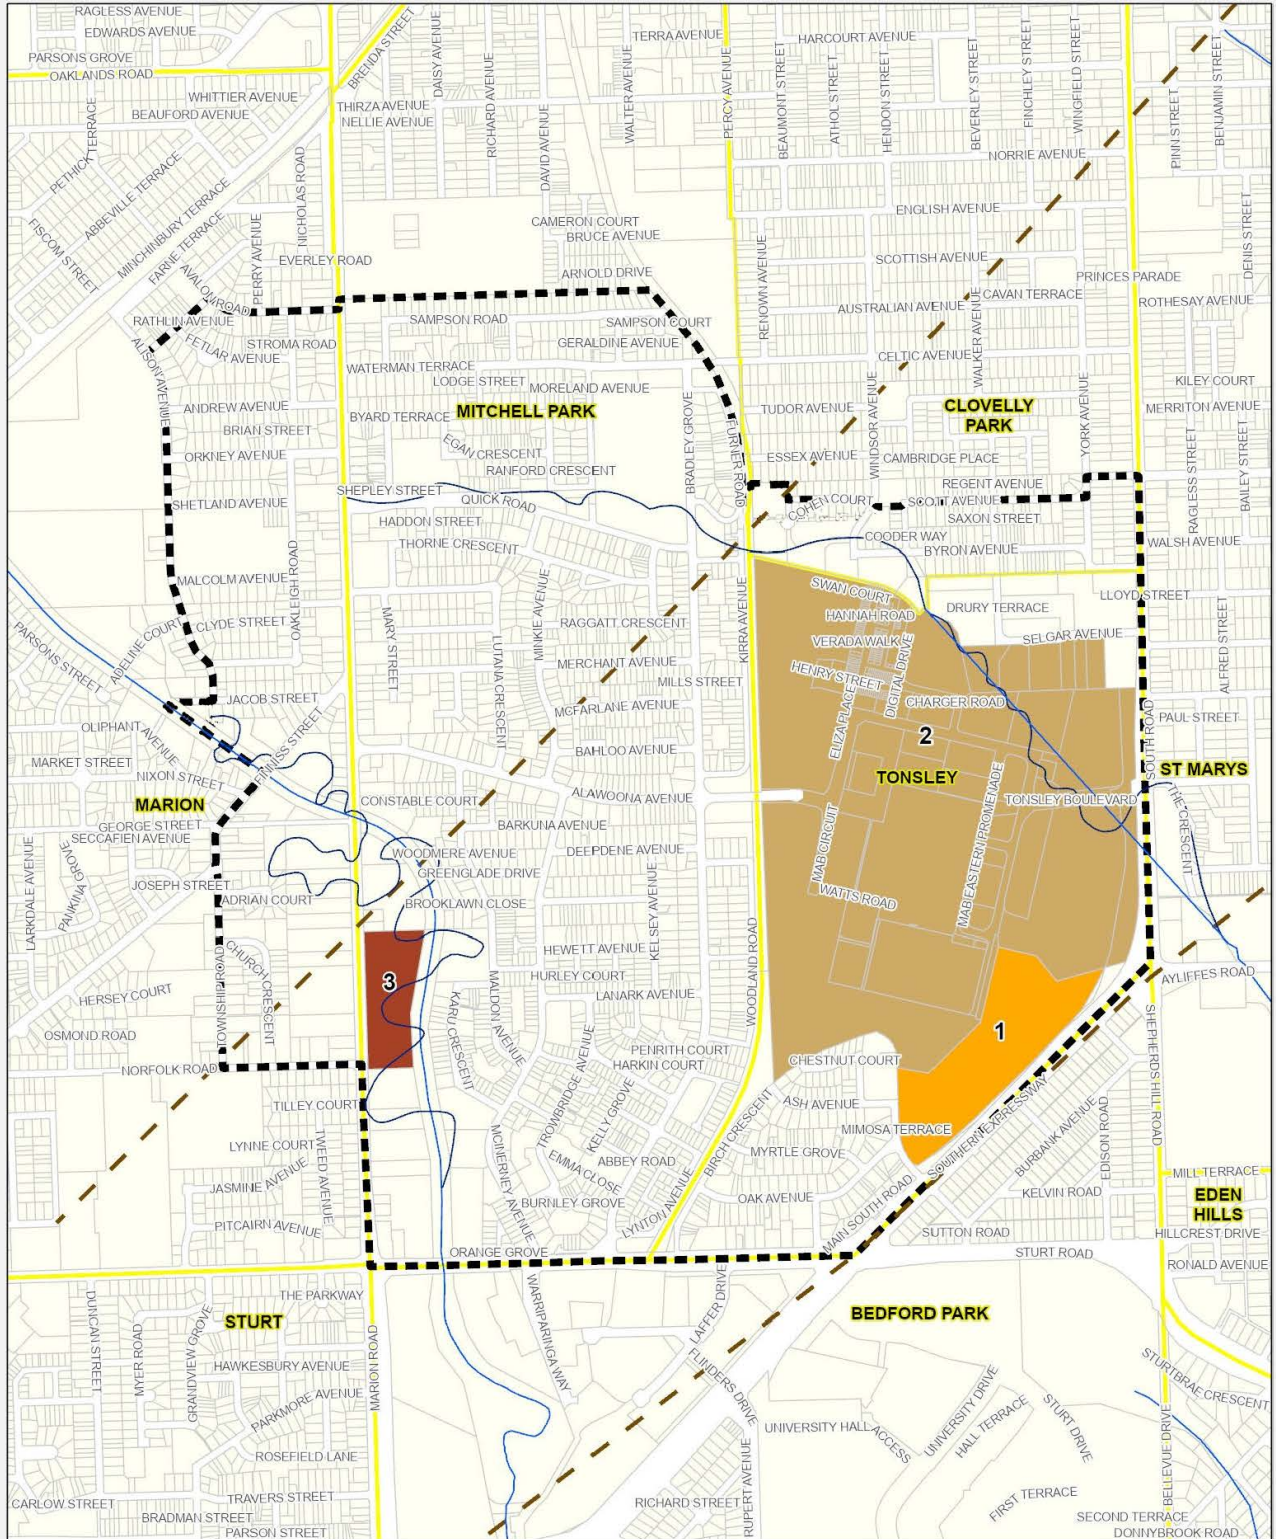 RAGLESS AVENUE
EDWARDS AVENUE
PARSONS GROVE
OAKLANDS ROAD
WHITTIER AVENUE
BEAUFORD AVENUE
BRENDA STREET
DAISY AVENUE
THIRZA AVENUE
NELLIE AVENUE
RICHARD AVENUE
DAVID AVENUE
TERRA AVENUE
WALTER AVENUE
PERCY AVENUE
HARCOURT AVENUE
BEAUMONT STREET
ATHOL STREET
HENDON STREET
BEVERLEY STREET
FINCHLEY STREET
WINGFIELD STREET
PINN STREET
BENJAMIN STREET
NORRIE AVENUE
ENGLISH AVENUE
PETHICK TERRACE
ABBEVILLE TERRACE
MINCHINBURY TERRACE
FARNE TERRACE
FISCOM STREET
NICHOLAS ROAD
PERRY AVENUE
EVERLEY ROAD
CAMERON COURT
BRUCE AVENUE
ARNOLD DRIVE
RENOWN AVENUE
SCOTTISH AVENUE
DENIS STREET
PRINCES PARADE
CAVAN TERRACE
ROTHESAY AVENUE
AUSTRALIAN AVENUE
AVALON ROAD
RATHLIN AVENUE
FETLAR AVENUE
STROMA ROAD
ALISON AVENUE
SAMPSON ROAD
SAMPSON COURT
GERALDINE AVENUE
WATERMAN TERRACE
LODGE STREET
MORELAND AVENUE
CELTIC AVENUE
WALKER AVENUE
KILEY COURT
MERRITON AVENUE
ANDREW AVENUE
BYARD TERRACE
MITCHELL PARK
TUDOR AVENUE
CLOVELLY
PARK
BRIAN STREET
ORKNEY AVENUE
EGAN CRESCENT
RANFORD CRESCENT
BRADLEY GROVE
FURNER ROAD
ESSEX AVENUE
WINDSOR AVENUE
CAMBRIDGE PLACE
YORK AVENUE
RAGLESS STREET
BAILEY STREET
SHETLAND AVENUE
SHEPLEY STREET
QUICK ROAD
REGENT AVENUE
COHEN COURT
SCOTT AVENUE
SAXON STREET
HADDON STREET
THORNE CRESCENT
COODER WAY
BYRON AVENUE
WALSH AVENUE
MALCOLM AVENUE
OAKLEIGH ROAD
CLYDE STREET
ADELINE COURT
PARSONS STREET
MARY STREET
LUTANA CRESCENT
MINKIE AVENUE
RAGGATT CRESCENT
KIRRA AVENUE
SWAN COURT
HANNAH ROAD
VERADA WALK
HENRY STREET
DIGITAL DRIVE
ELIZA PLACE
DRURY TERRACE
LLOYD STREET
SELGAR AVENUE
ALFRED STREET
JACOB STREET
MERCHANT AVENUE
MILLS STREET
MCFARLANE AVENUE
CHARGER ROAD
SOUTH ROAD
PAUL STREET
OLIPHANT AVENUE
MARKET STREET
NIXON STREET
FINNISS STREET
BAHLOO AVENUE
2
TONSLEY
ST MARYS
MARION
GEORGE STREET
SECCAFIEN AVENUE
CONSTABLE COURT
ALAWOONA AVENUE
BARKUNA AVENUE
MAB CIRCUIT
MAB EASTERN PROMENADE
TONSLEY BOULEVARD
THE CRESCENT
LARKDALE AVENUE
PANKINA GROVE
JOSEPH STREET
ADRIAN COURT
WOODMERE AVENUE
GREENGLADE DRIVE
BROOKLAWN CLOSE
DEEPDENE AVENUE
KELSEY AVENUE
WATTS ROAD
HEWETT AVENUE
HURLEY COURT
LANARK AVENUE
WOODLAND ROAD
AYLIFFES ROAD
CHURCH CRESCENT
TOWNSHIP ROAD
HERSEY COURT
OSMOND ROAD
NORFOLK ROAD
3
KARU CRESCENT
MALDON AVENUE
1
PENRITH COURT
HARKIN COURT
CHESTNUT COURT
SHEPHERDS HILL ROAD
TILLEY COURT
LYNNE COURT
TWEED AVENUE
JASMINE AVENUE
PITCAIRN AVENUE
TROWBRIDGE AVENUE
KELLY GROVE
MCINERNEY AVENUE
EMMA CLOSE
ABBEY ROAD
BURNLEY GROVE
LYNTON AVENUE
BIRCH CRESCENT
ASH AVENUE
MIMOSA TERRACE
MYRTLE GROVE
OAK AVENUE
SOUTHERN EXPRESSWAY
BURBANK AVENUE
EDISON ROAD
MILL TERRACE
KELVIN ROAD
EDEN
HILLS
MAIN SOUTH ROAD
SUTTON ROAD
HILLCREST DRIVE
ORANGE GROVE
STURT ROAD
RONALD AVENUE
THE PARKWAY
STURT
DUNCAN STREET
MYER ROAD
GRANDVIEW GROVE
HAWKESBURY AVENUE
PARKMORE AVENUE
MARION ROAD
ROSEFIELD LANE
WARRIPARINGA WAY
LAFFER DRIVE
FLINDERS DRIVE
BEDFORD PARK
STURTBRAE CRESCENT
UNIVERSITY HALL ACCESS
UNIVERSITY DRIVE
HALL TERRACE
STURT DRIVE
BELLEVUE DRIVE
CARLOW STREET
TRAVERS STREET
BRADMAN STREET
PARSON STREET
RICHARD STREET
RUPERT AVENUE
FIRST TERRACE
SECOND TERRACE
DONNYBROOK ROAD